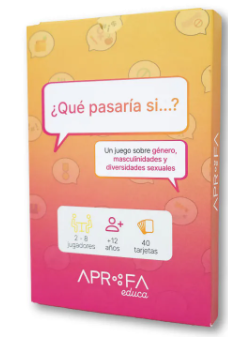 ¿Qué pasaría si...?
Un juego sobre género,
masculinidades y
diversidades sexuales
2 - 8
jugadores
+12
años
40
tarjetas
APROFA
educa
APROFA